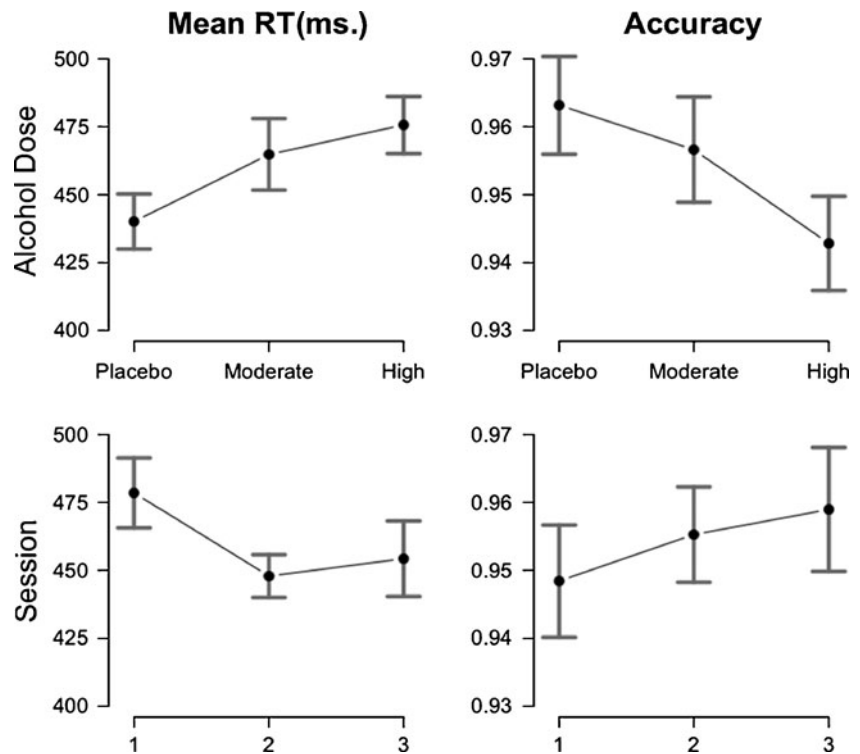 Mean RT(ms.)
Accuracy
Alcohol Dose
500
475
450
425
400
Placebo
Moderate
High
0.97
0.96
0.95
0.94
0.93
Placebo
Moderate
High
Session
500
475
450
425
400
1
2
3
0.97
0.96
0.95
0.94
0.93
1
2
3